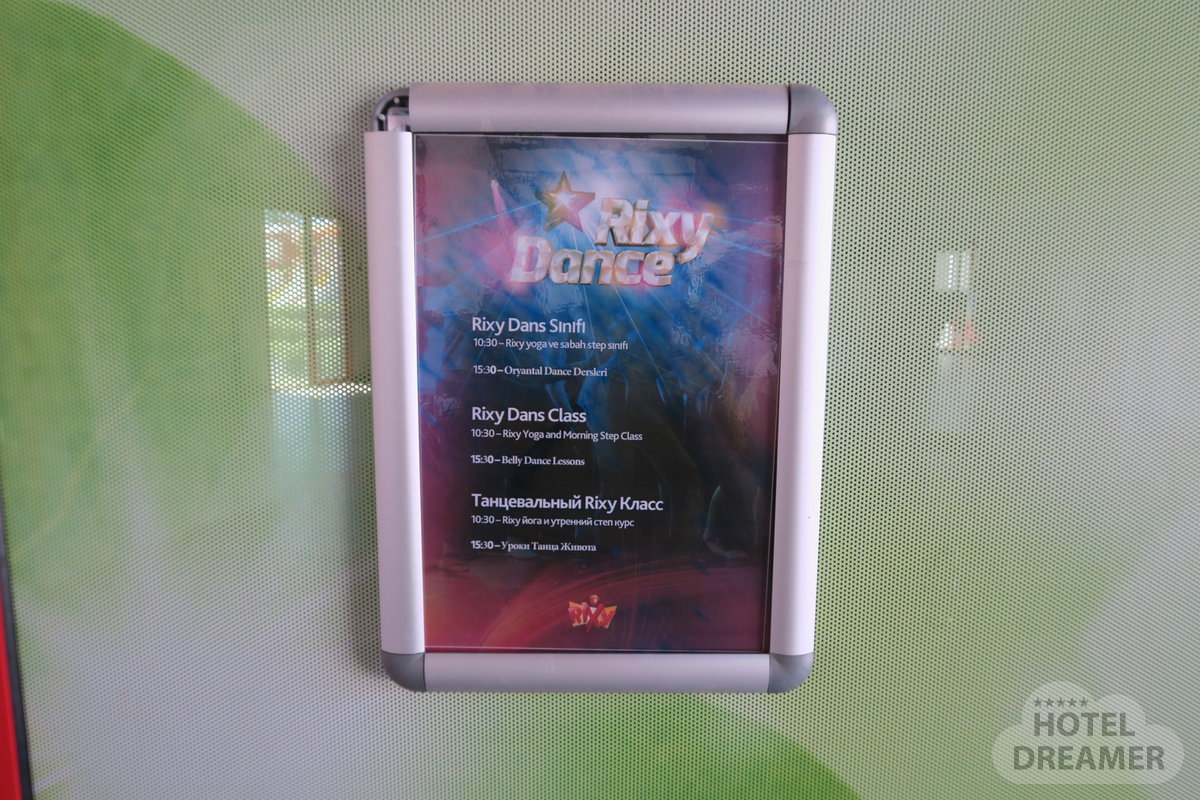 Rixy
Dance
Rixy Dans Sınıfı
10:30 – Rixy yoga ve sabah step sınıfı
15:30 – Oryantal Dance Dersleri
Rixy Dans Class
10:30 – Rixy Yoga and Morning Step Class
15:30 – Belly Dance Lessons
Танцевальный Rixy Класс
10:30 – Rixy йога и утренний степ курс
15:30 – Уроки Танца Живота
RIXY
HOTEL
DREAMER